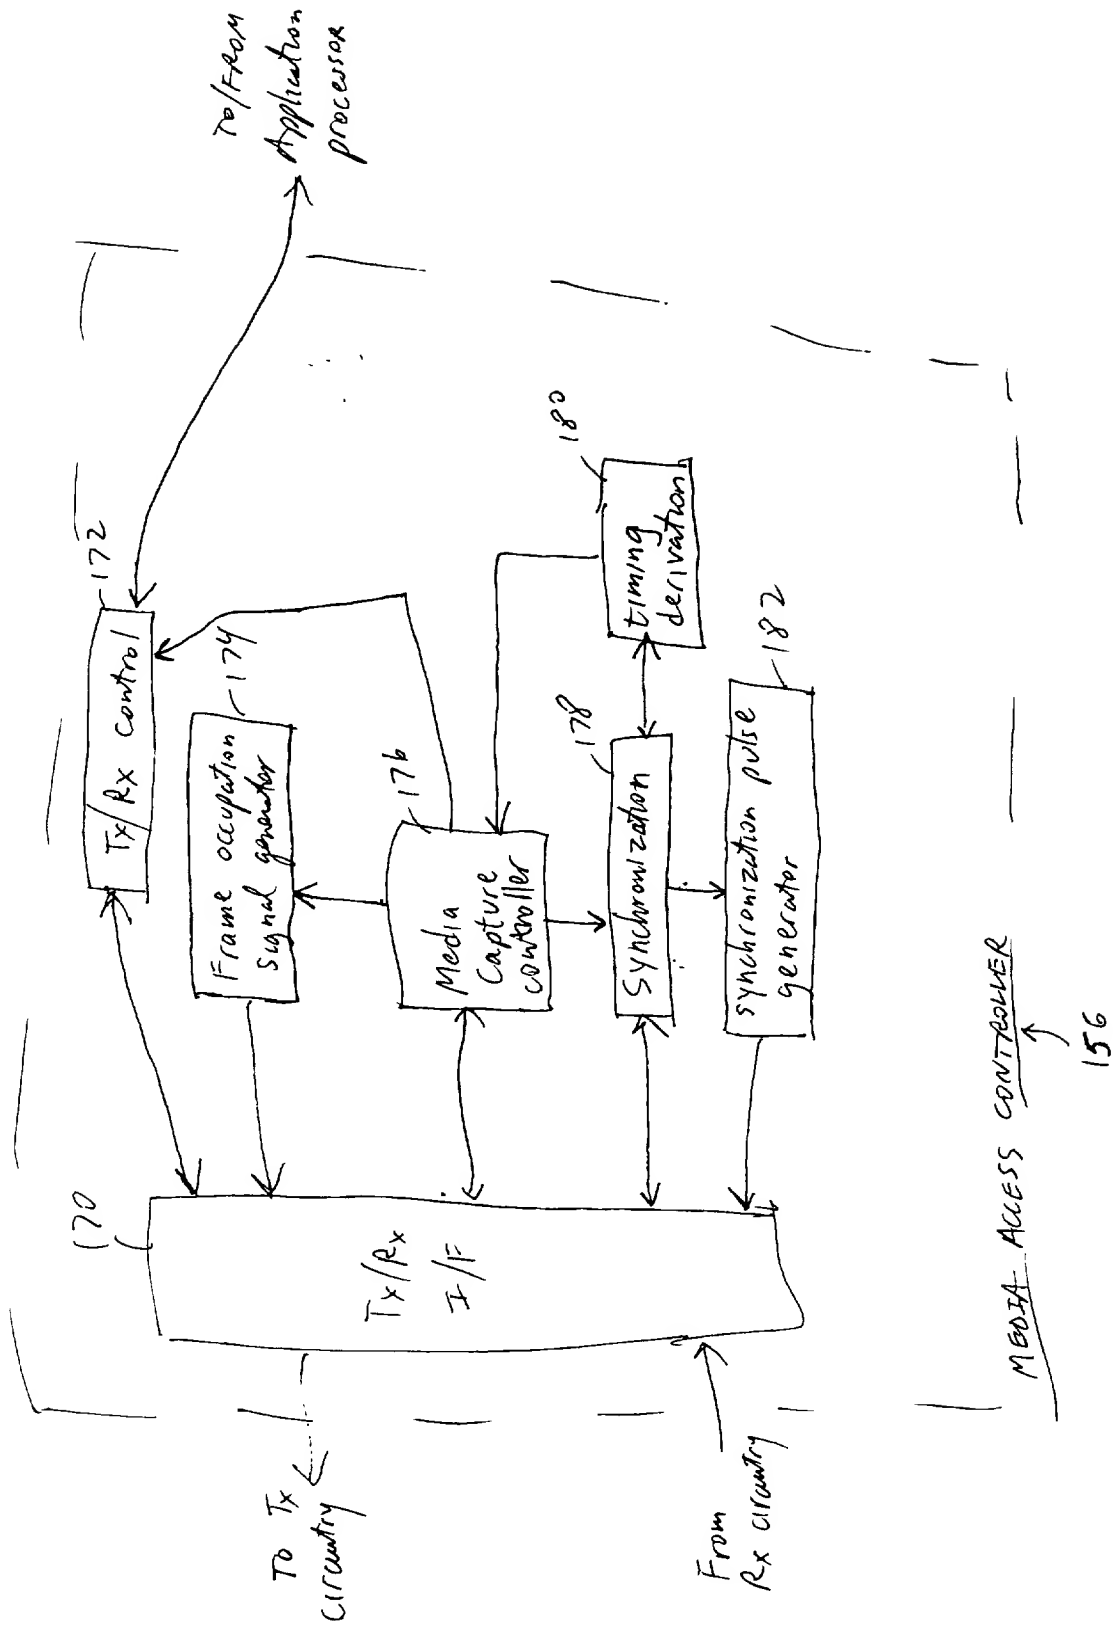 To/FROM
Application
processor
172
Tx/Rx control
174
Frame occupation
signal generator
170
Tx/Rx
I/F
To Tx
circuitry
176
Media
Capture
controller
180
timing
derivation
178
Synchronization
182
synchronization pulse
generator
From
Rx circuitry
MEDIA ACCESS CONTROLLER
156